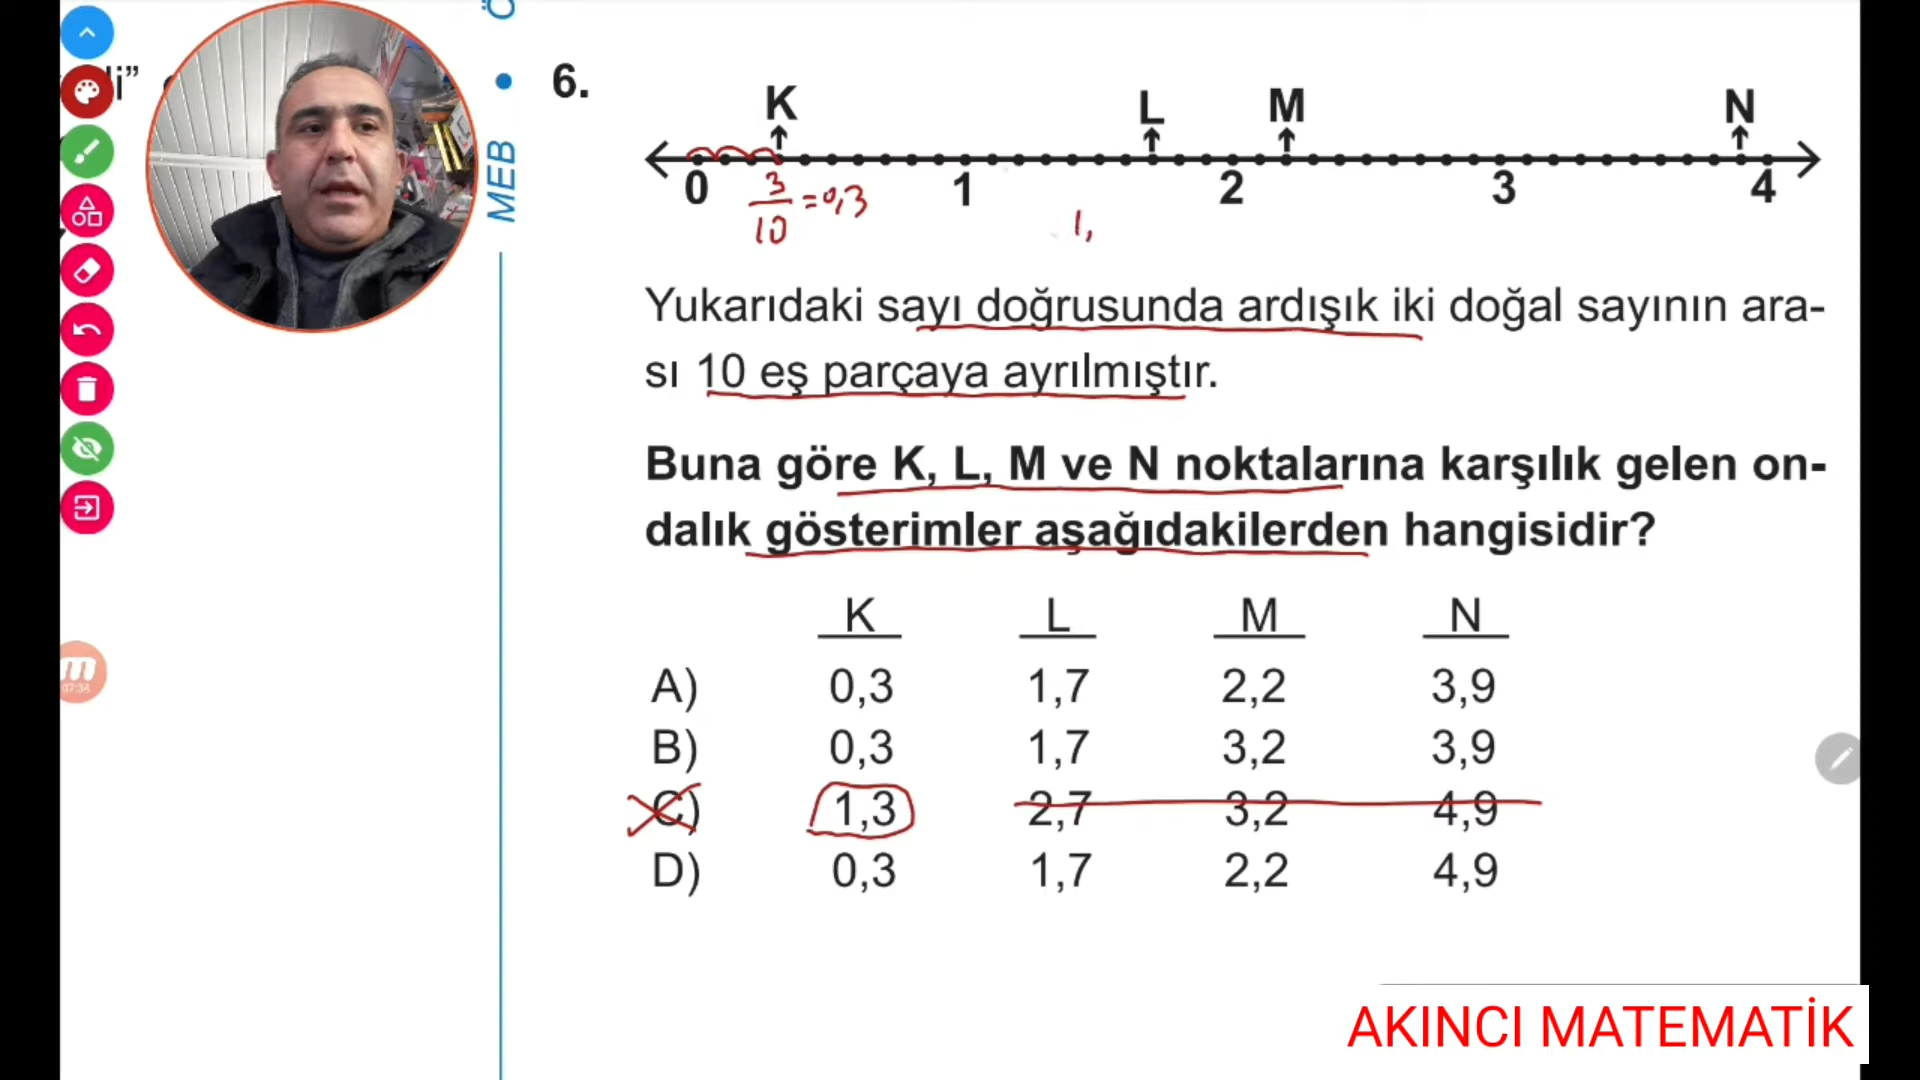 li”
MEB
6.
K L M N
0 1 2 3 4
3/10 = 0,3
1,
Yukarıdaki sayı doğrusunda ardışık iki doğal sayının ara-
sı 10 eş parçaya ayrılmıştır.
Buna göre K, L, M ve N noktalarına karşılık gelen on-
dalık gösterimler aşağıdakilerden hangisidir?
K L M N
A) 0,3 1,7 2,2 3,9
B) 0,3 1,7 3,2 3,9
C) 1,3 2,7 3,2 4,9
D) 0,3 1,7 2,2 4,9
07:34
AKINCI MATEMATİK